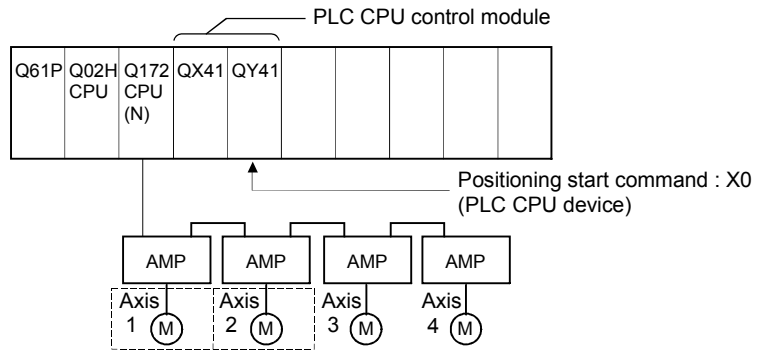 PLC CPU control module
Q61P Q02H Q172 QX41 QY41
CPU CPU
(N)
Positioning start command : X0
(PLC CPU device)
AMP AMP AMP AMP
Axis Axis Axis Axis
1 M 2 M 3 M 4 M